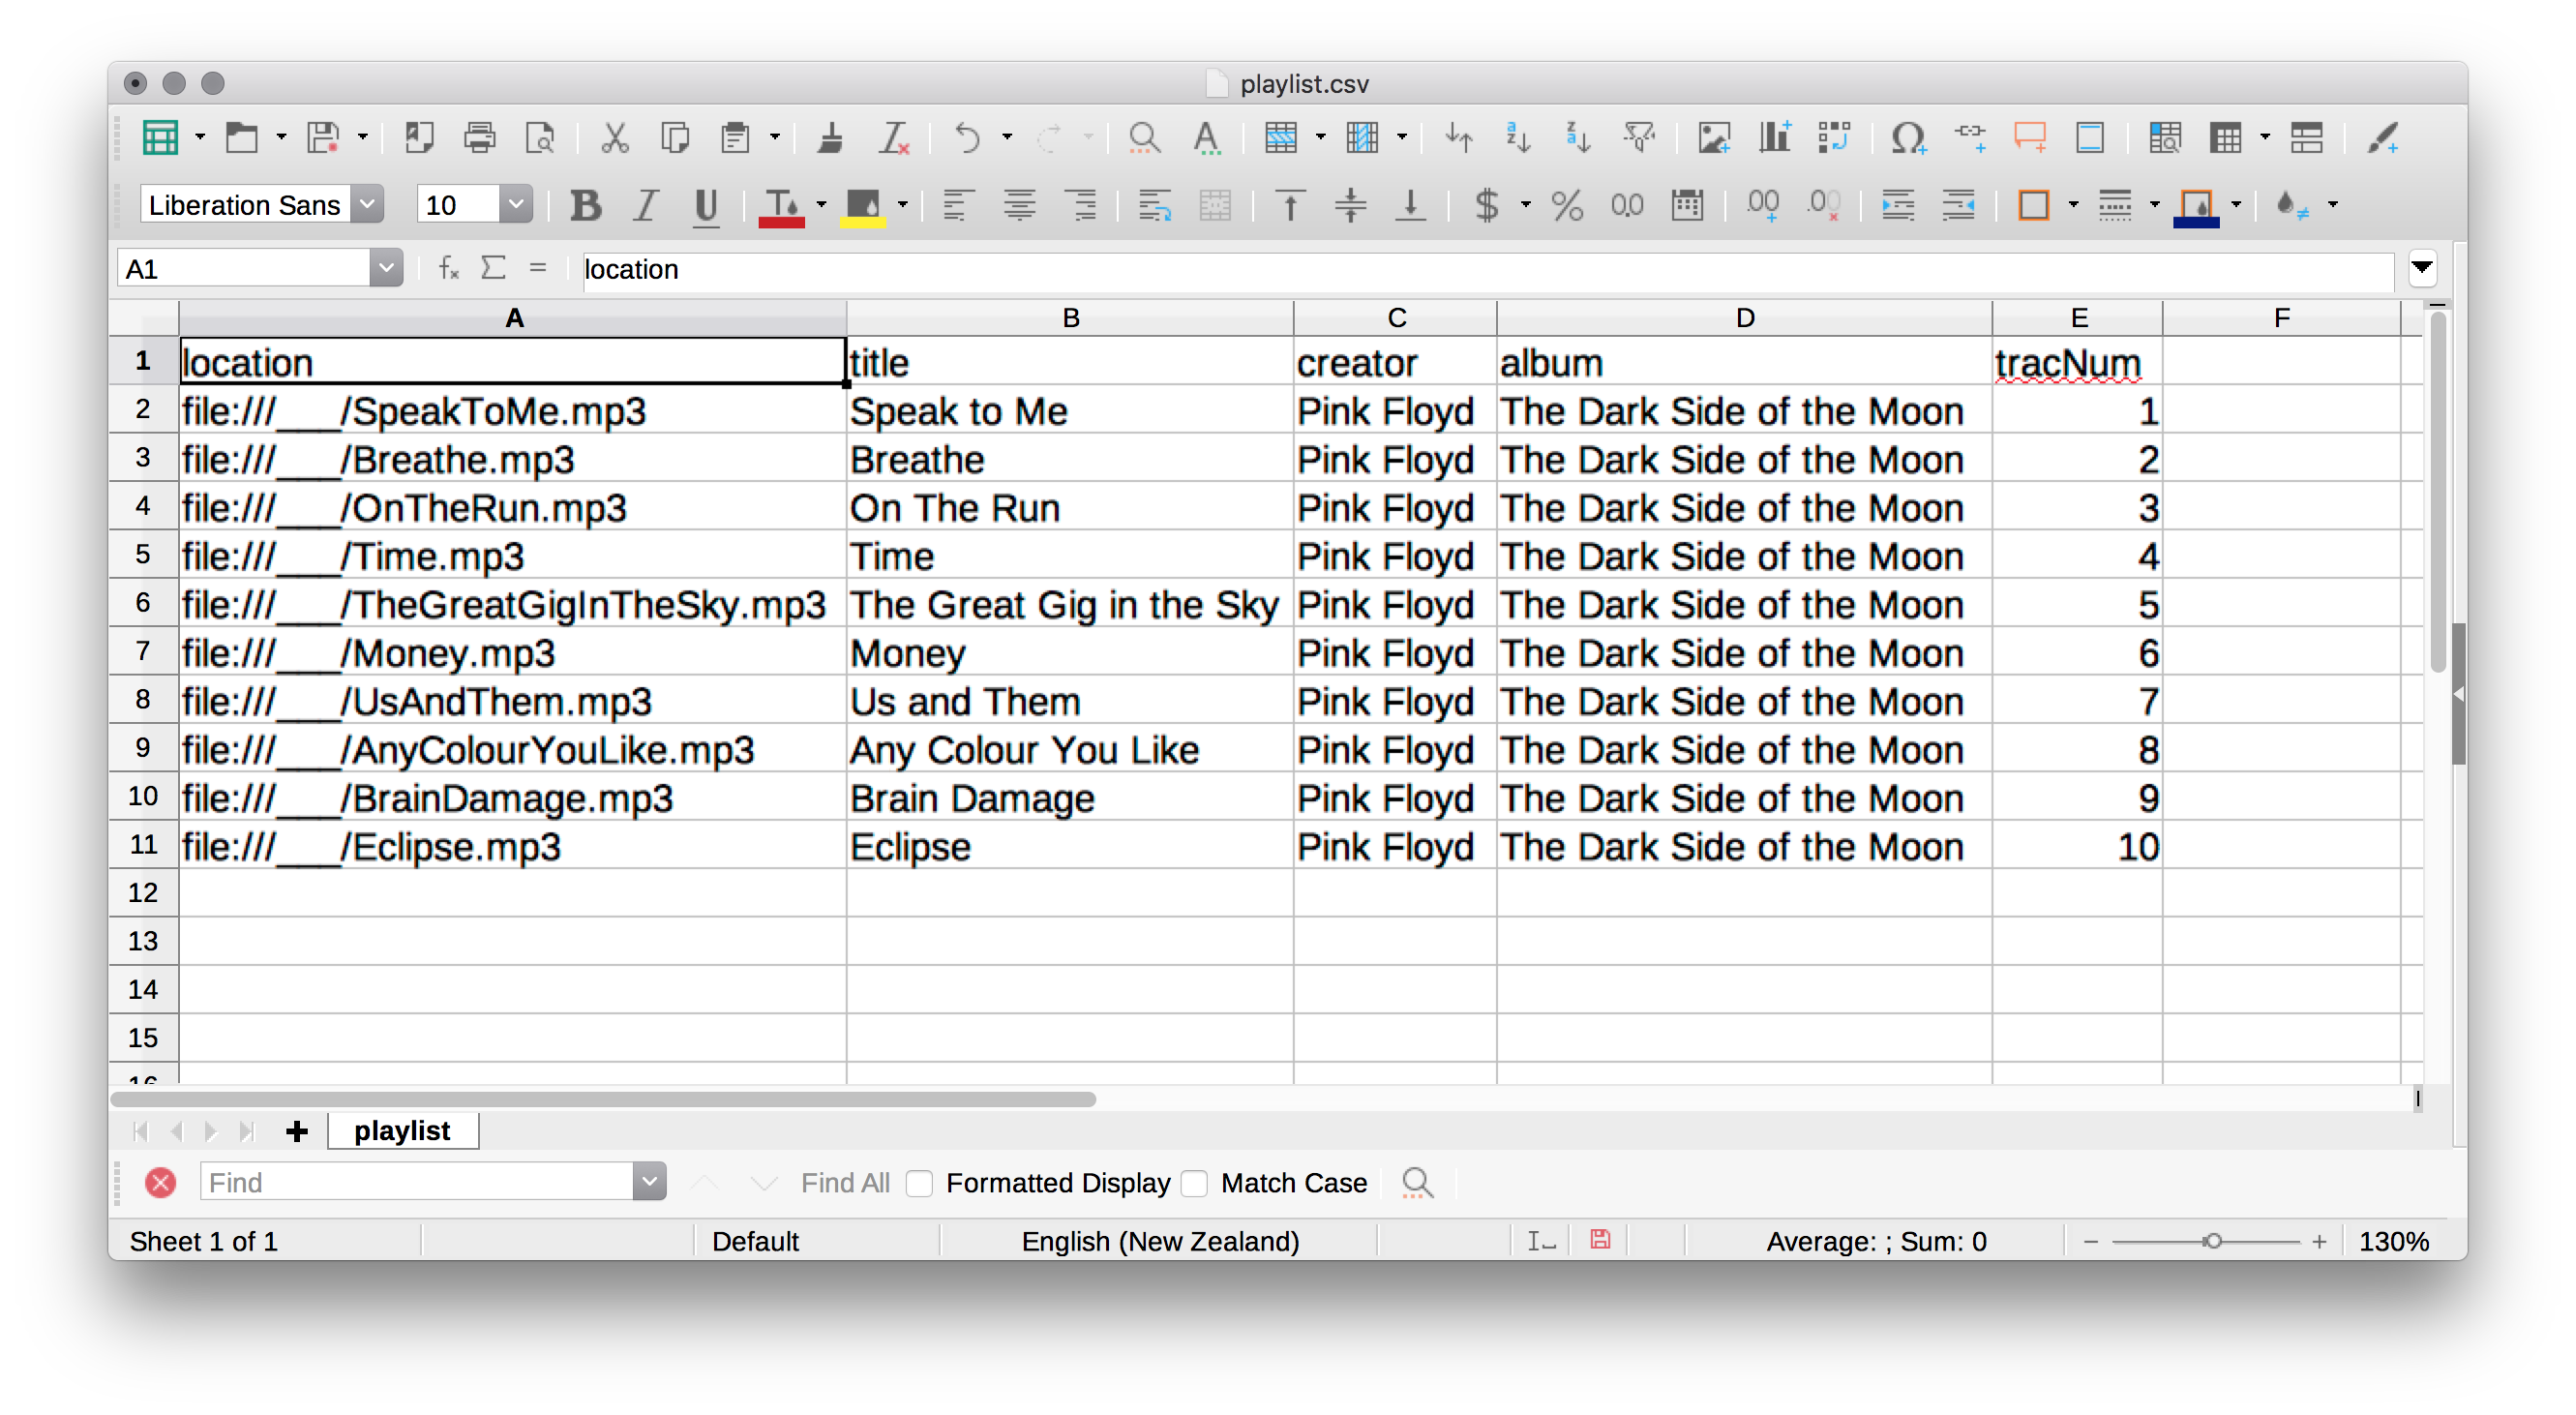 playlist.csv
Liberation Sans 10
A1 location
A B C D E F
1 location title creator album tracNum
2 file:///___/SpeakToMe.mp3 Speak to Me Pink Floyd The Dark Side of the Moon 1
3 file:///___/Breathe.mp3 Breathe Pink Floyd The Dark Side of the Moon 2
4 file:///___/OnTheRun.mp3 On The Run Pink Floyd The Dark Side of the Moon 3
5 file:///___/Time.mp3 Time Pink Floyd The Dark Side of the Moon 4
6 file:///___/TheGreatGigInTheSky.mp3 The Great Gig in the Sky Pink Floyd The Dark Side of the Moon 5
7 file:///___/Money.mp3 Money Pink Floyd The Dark Side of the Moon 6
8 file:///___/UsAndThem.mp3 Us and Them Pink Floyd The Dark Side of the Moon 7
9 file:///___/AnyColourYouLike.mp3 Any Colour You Like Pink Floyd The Dark Side of the Moon 8
10 file:///___/BrainDamage.mp3 Brain Damage Pink Floyd The Dark Side of the Moon 9
11 file:///___/Eclipse.mp3 Eclipse Pink Floyd The Dark Side of the Moon 10
12
13
14
15
16
playlist
Find Find All Formatted Display Match Case
Sheet 1 of 1 Default English (New Zealand) Average: ; Sum: 0 130%